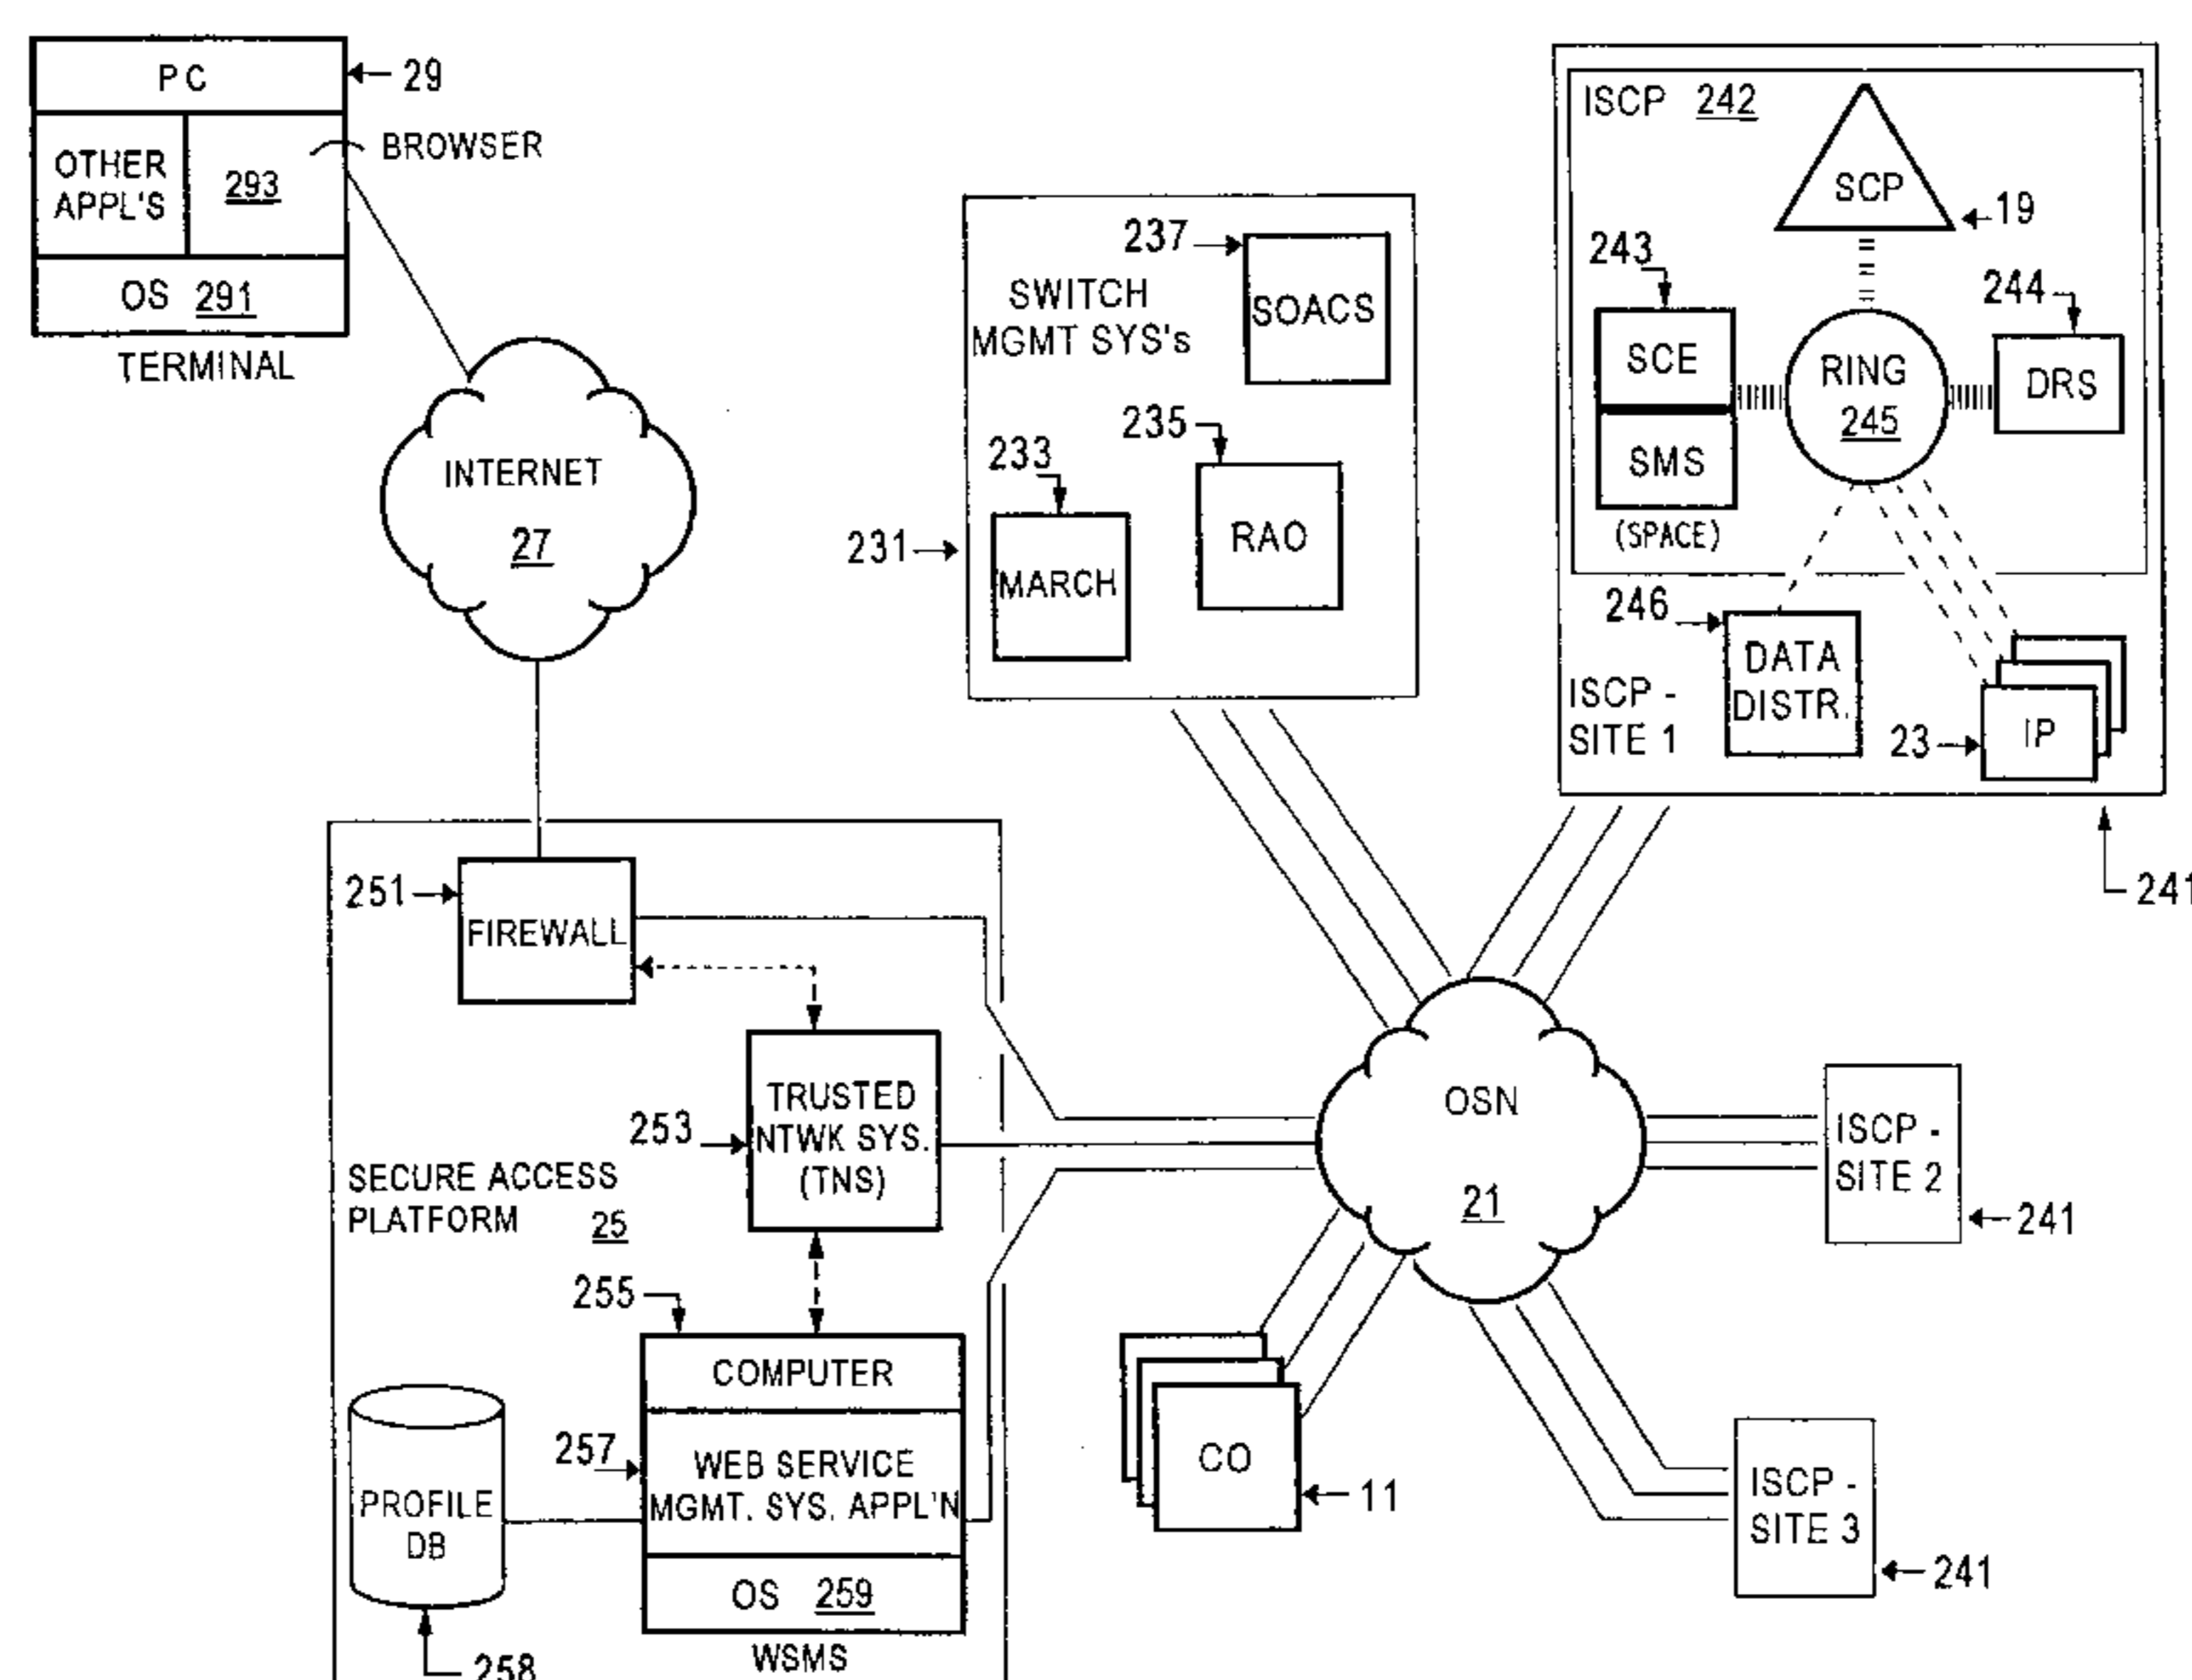 PC
29
OTHER
APPL'S
293
BROWSER
OS 291
TERMINAL
INTERNET
27
SWITCH
MGMT SYS's
237
SOACS
235
RAO
233
MARCH
231
ISCP 242
SCP
19
243
SCE
SMS
(SPACE)
RING
245
244
DRS
246
DATA
DISTR.
ISCP -
SITE 1
23
IP
241
251
FIREWALL
253
TRUSTED
NTWK SYS.
(TNS)
SECURE ACCESS
PLATFORM 25
255
COMPUTER
257
WEB SERVICE
MGMT. SYS. APPL'N
OS 259
WSMS
PROFILE
DB
258
OSN
21
ISCP -
SITE 2
241
CO
11
ISCP -
SITE 3
241